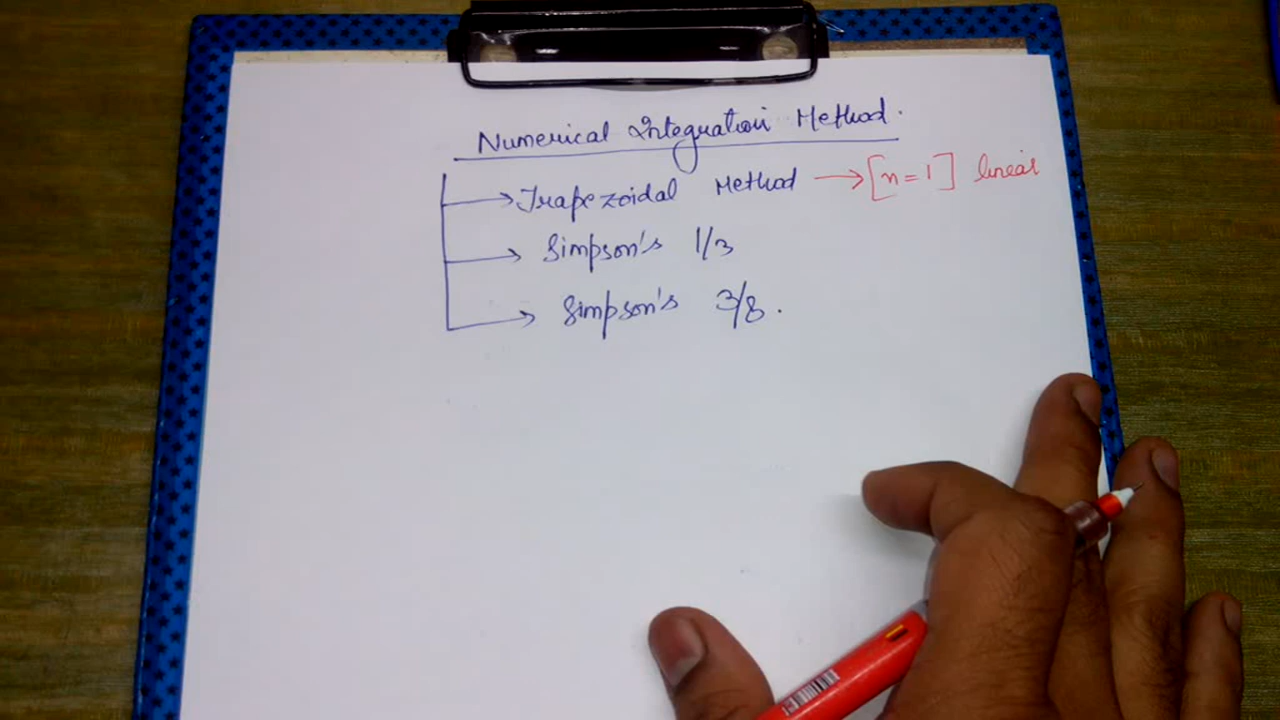 Numerical Integration Method.
Trapezoidal Method → [n=1] linear
Simpson's 1/3
Simpson's 3/8.